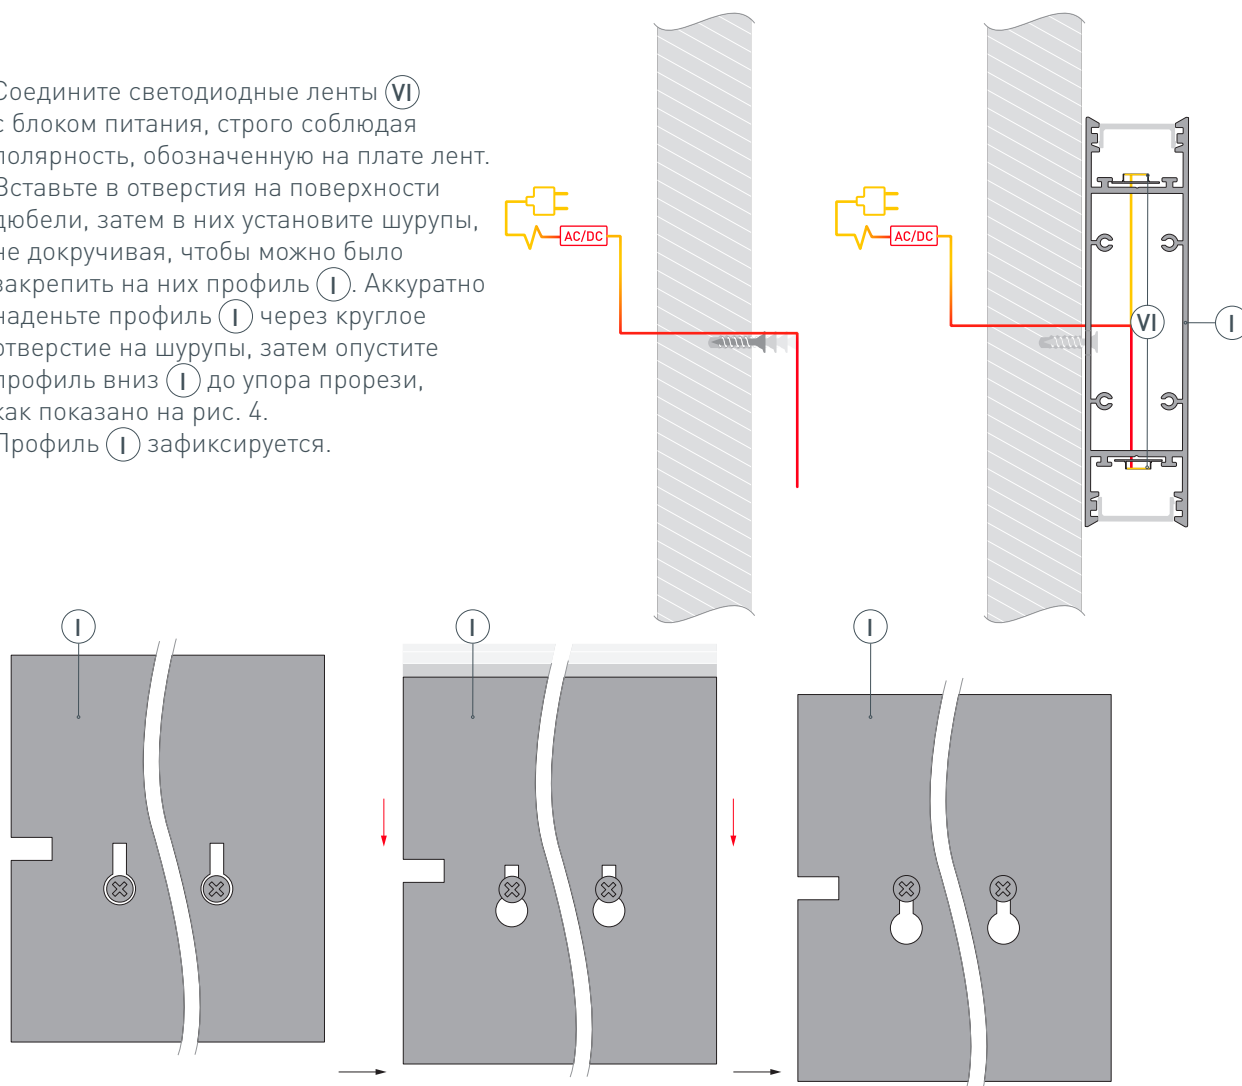 Соедините светодиодные ленты VI
с блоком питания, строго соблюдая
полярность, обозначенную на плате лент.
Вставьте в отверстия на поверхности
дюбели, затем в них установите шурупы,
не докручивая, чтобы можно было
закрепить на них профиль I. Аккуратно
наденьте профиль I через круглое
отверстие на шурупы, затем опустите
профиль вниз I до упора прорези,
как показано на рис. 4.
Профиль I зафиксируется.
AC/DC
AC/DC
VI
I
I
I
I